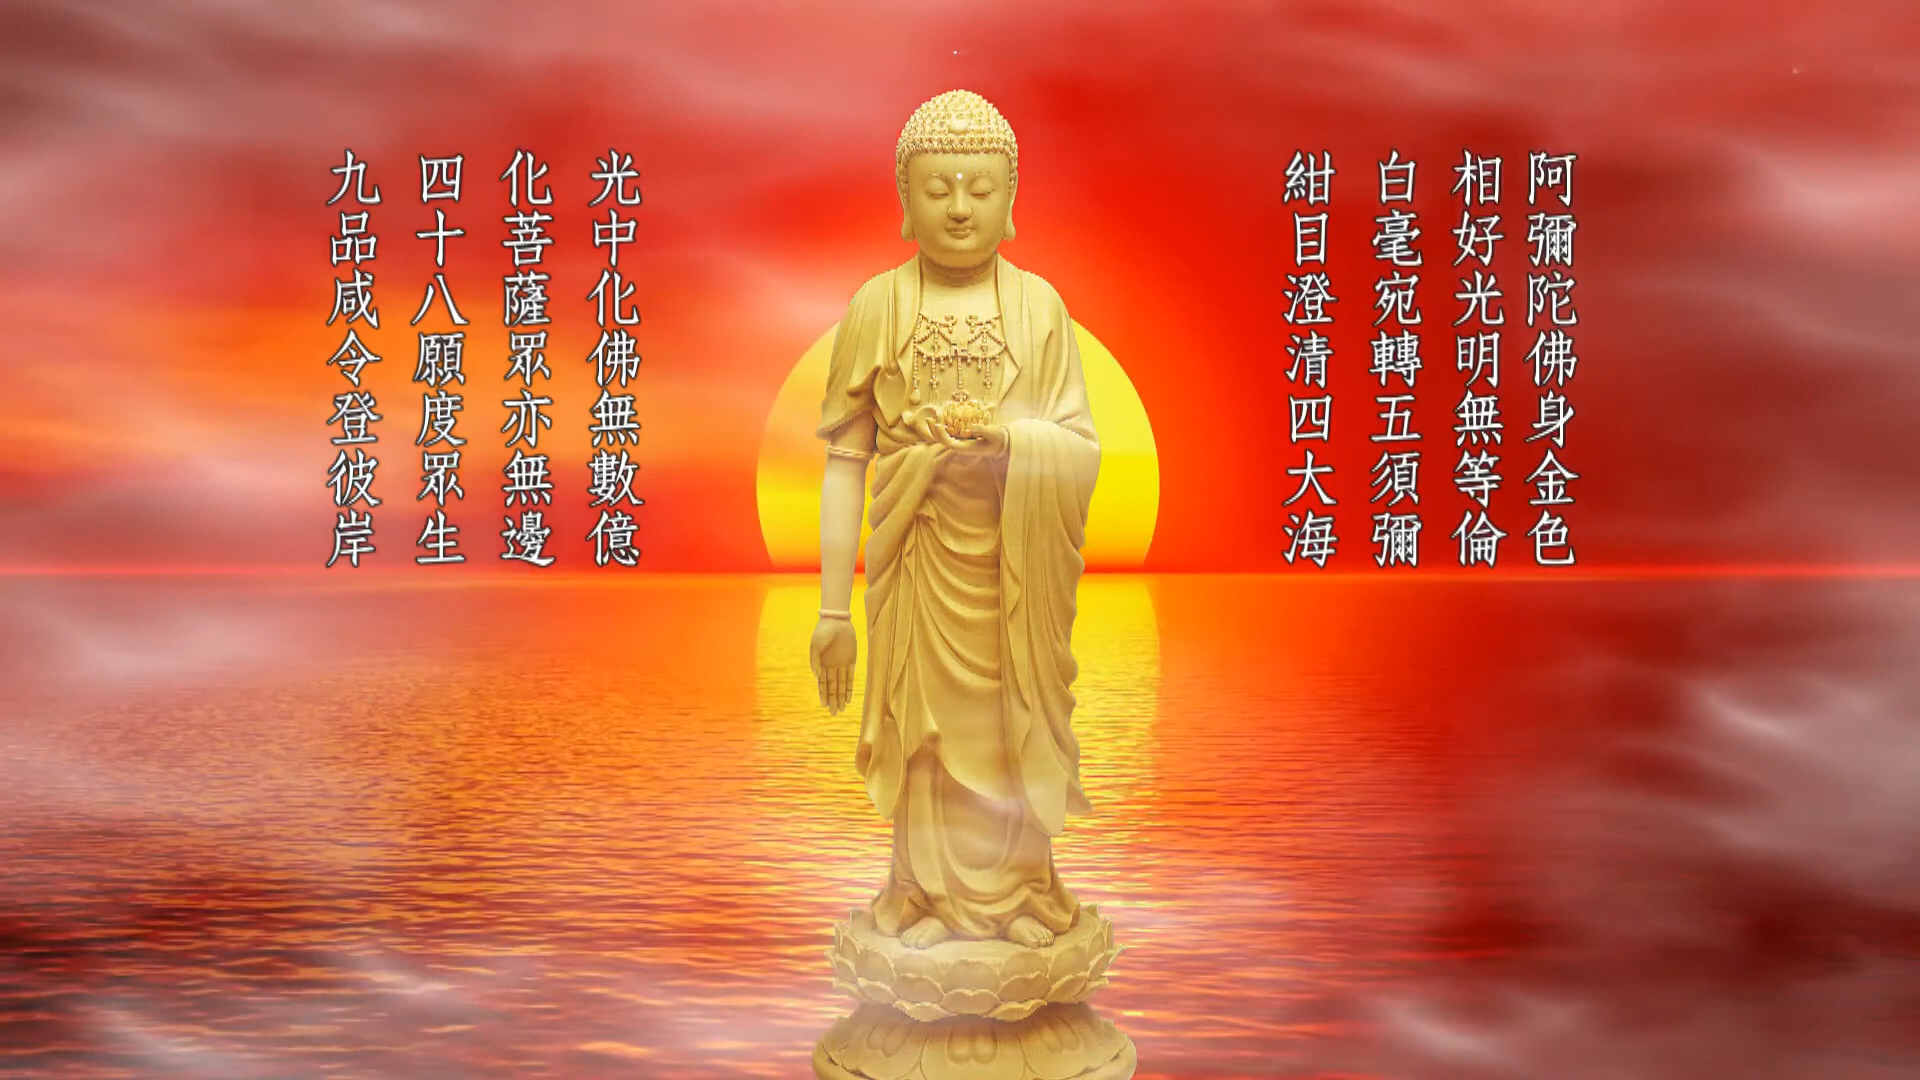 阿彌陀佛身金色
相好光明無等倫
白毫宛轉五須彌
紺目澄清四大海
光中化佛無數億
化菩薩眾亦無邊
四十八願度眾生
九品咸令登彼岸